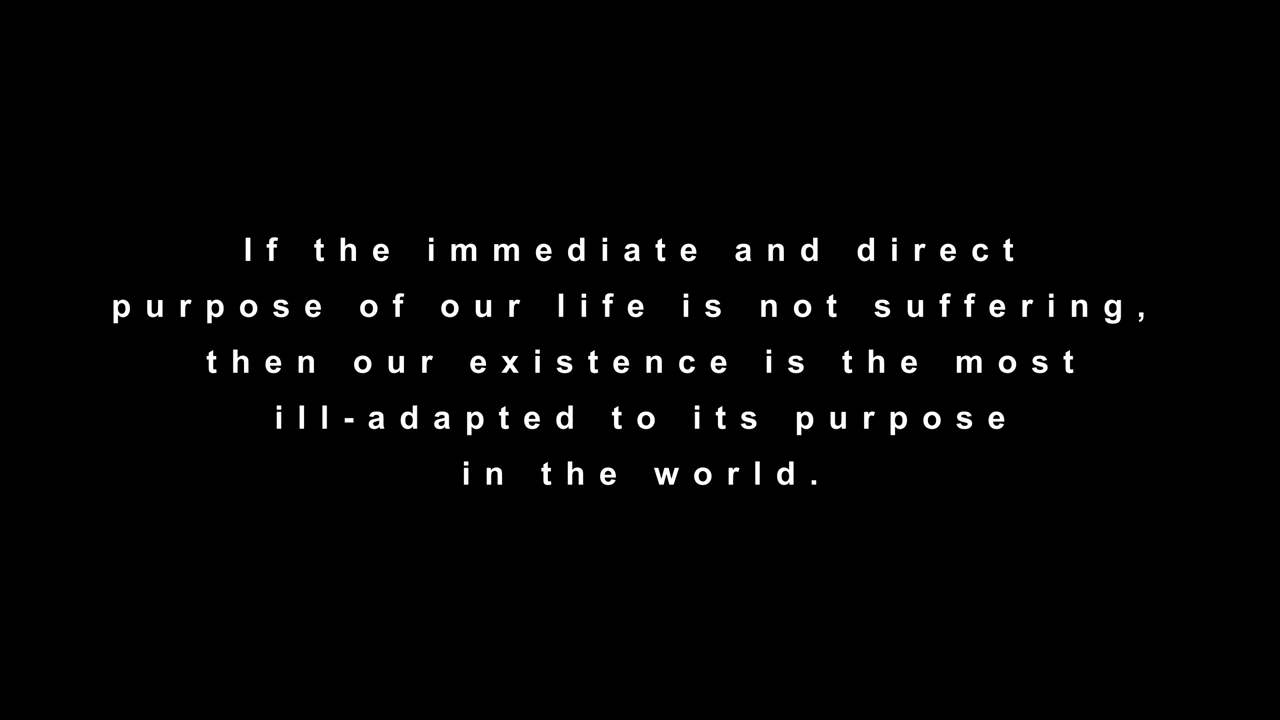 If the immediate and direct
purpose of our life is not suffering,
then our existence is the most
ill-adapted to its purpose
in the world.